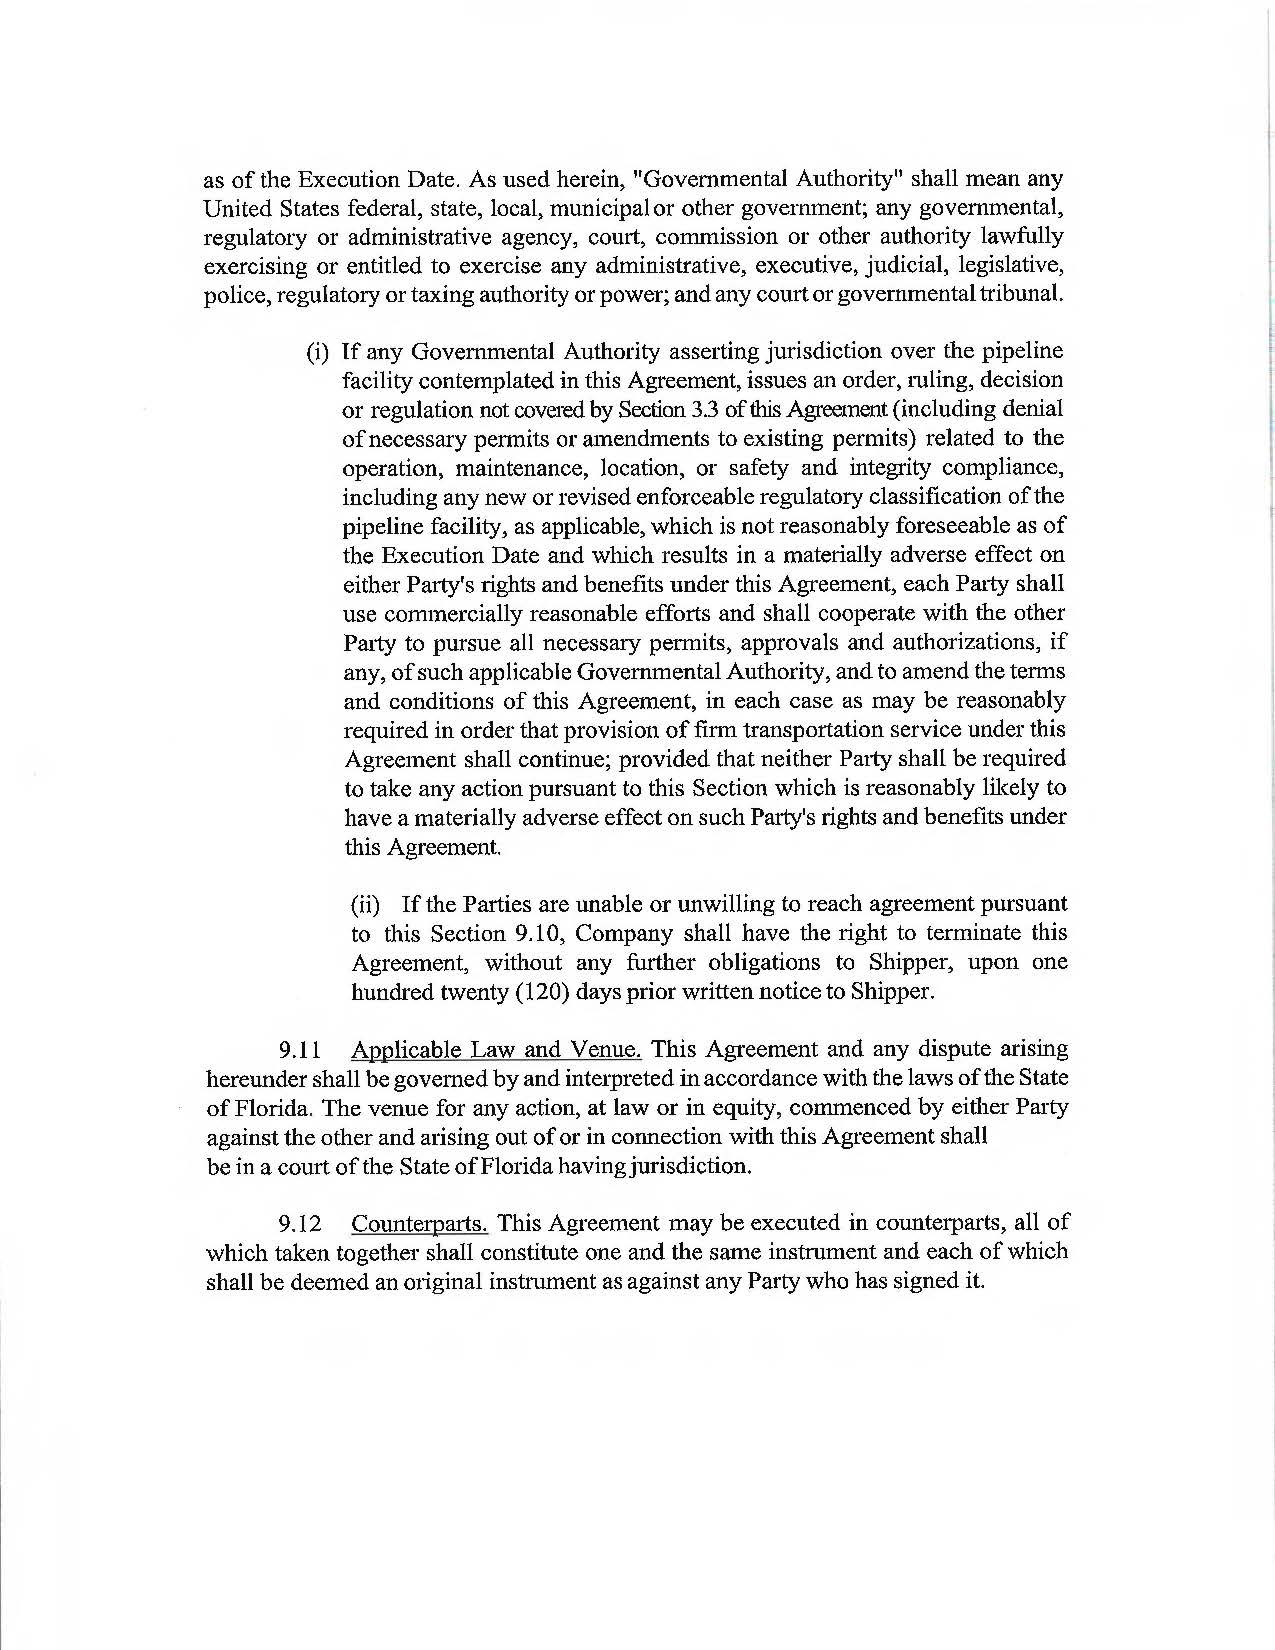 as of the Execution Date. As used herein, "Governmental Authority" shall mean any
United States federal, state, local, municipal or other government; any governmental,
regulatory or administrative agency, court, commission or other authority lawfully
exercising or entitled to exercise any administrative, executive, judicial, legislative,
police, regulatory or taxing authority or power; and any court or governmental tribunal.
(i) If any Governmental Authority asserting jurisdiction over the pipeline
facility contemplated in this Agreement, issues an order, ruling, decision
or regulation not covered by Section 3.3 of this Agreement (including denial
of necessary permits or amendments to existing permits) related to the
operation, maintenance, location, or safety and integrity compliance,
including any new or revised enforceable regulatory classification of the
pipeline facility, as applicable, which is not reasonably foreseeable as of
the Execution Date and which results in a materially adverse effect on
either Party's rights and benefits under this Agreement, each Party shall
use commercially reasonable efforts and shall cooperate with the other
Party to pursue all necessary permits, approvals and authorizations, if
any, of such applicable Governmental Authority, and to amend the terms
and conditions of this Agreement, in each case as may be reasonably
required in order that provision of firm transportation service under this
Agreement shall continue; provided that neither Party shall be required
to take any action pursuant to this Section which is reasonably likely to
have a materially adverse effect on such Party's rights and benefits under
this Agreement.
(ii) If the Parties are unable or unwilling to reach agreement pursuant
to this Section 9.10, Company shall have the right to terminate this
Agreement, without any further obligations to Shipper, upon one
hundred twenty (120) days prior written notice to Shipper.
9.11 Applicable Law and Venue. This Agreement and any dispute arising
hereunder shall be governed by and interpreted in accordance with the laws of the State
of Florida. The venue for any action, at law or in equity, commenced by either Party
against the other and arising out of or in connection with this Agreement shall
be in a court of the State of Florida having jurisdiction.
9.12 Counterparts. This Agreement may be executed in counterparts, all of
which taken together shall constitute one and the same instrument and each of which
shall be deemed an original instrument as against any Party who has signed it.